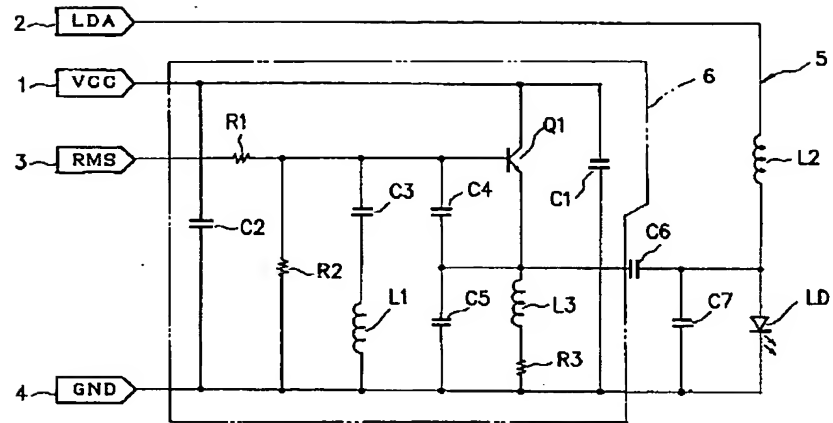 2 LDA
1 VCC 6 5
R1 Q1
3 RMS L2
C3 C4 C1
C2 C6
R2 L1 C5 L3 C7 LD
R3
4 GND